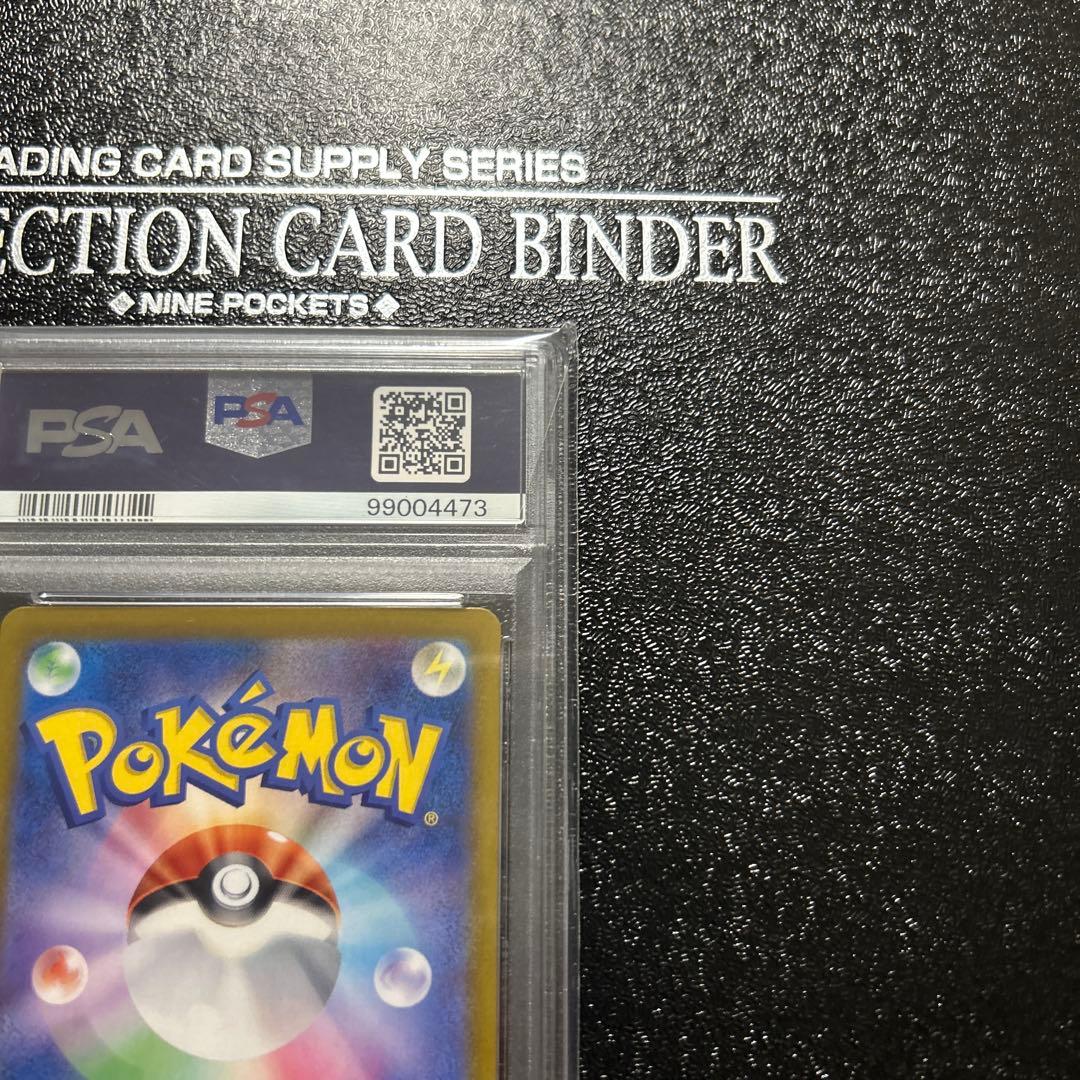 ADING CARD SUPPLY SERIES
ECTION CARD BINDER
NINE POCKETS
PSA PSA
99004473
POKéMON®